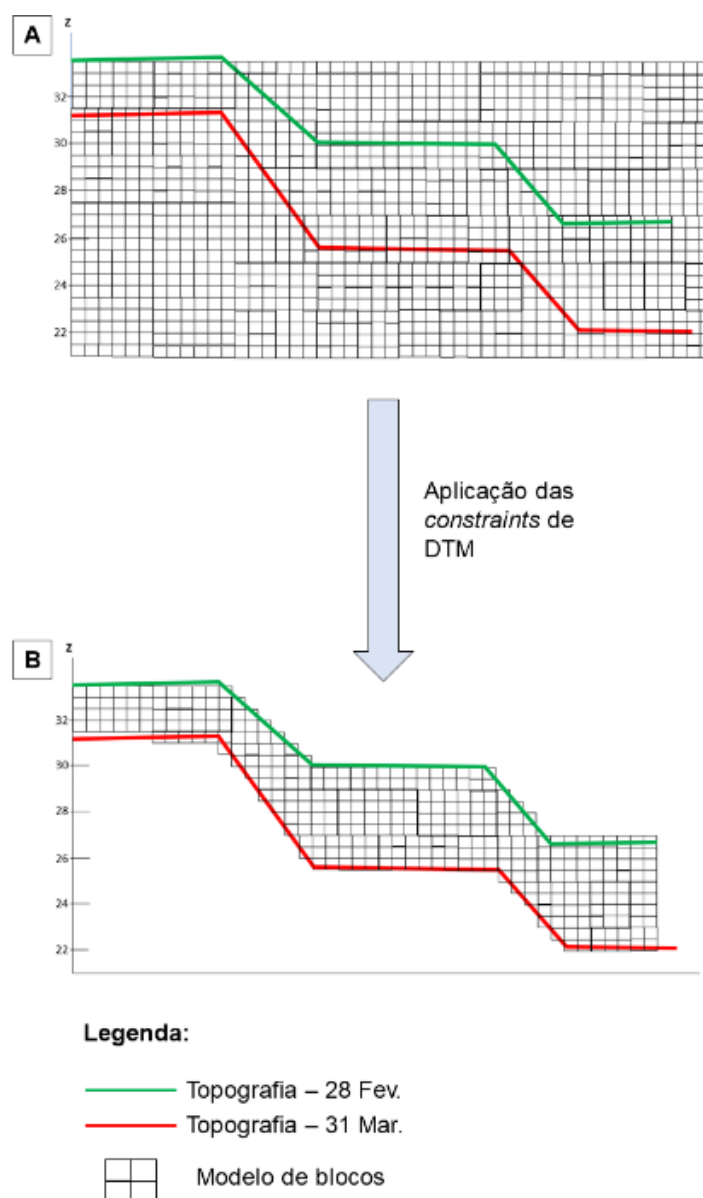 A
z
32
30
28
26
24
22
Aplicação das
constraints de
DTM
B
z
32
30
28
26
24
22
Legenda:
Topografia – 28 Fev.
Topografia – 31 Mar.
Modelo de blocos